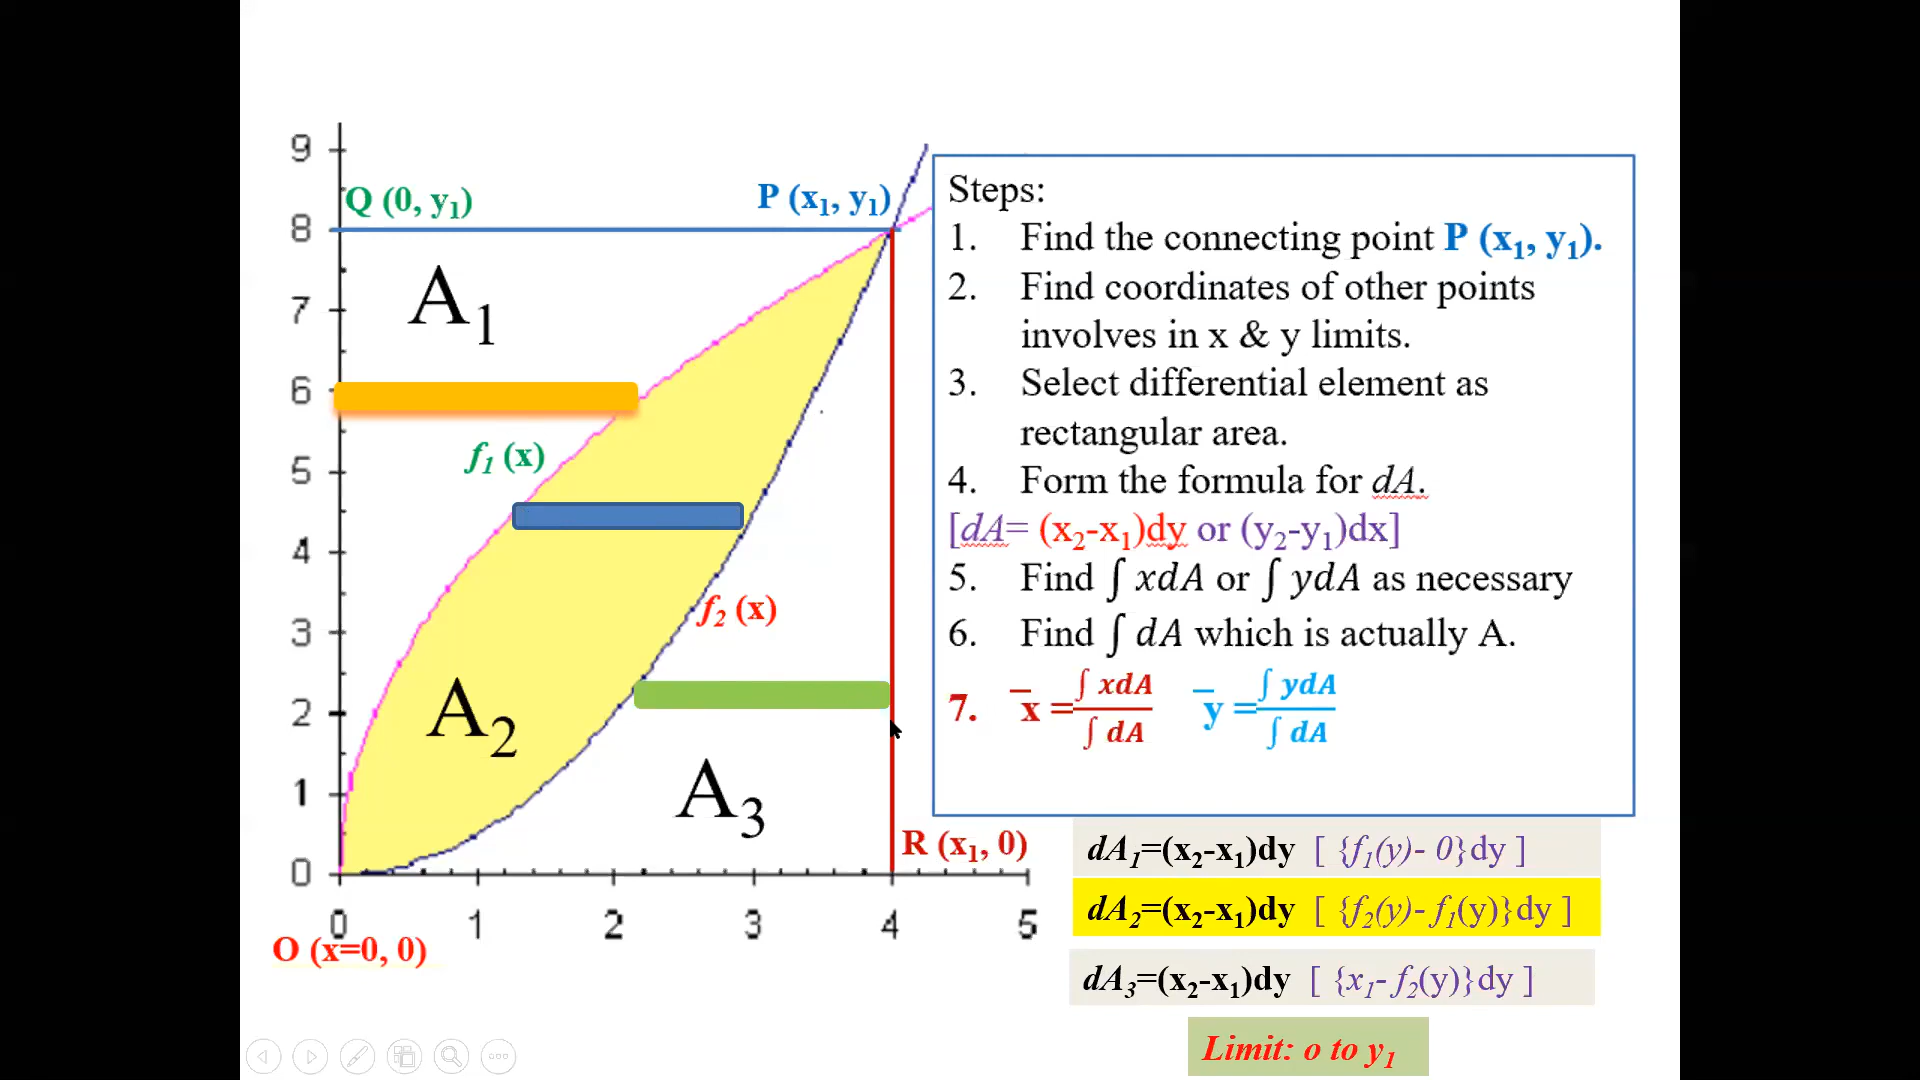 9
Q (0, y₁)
P (x₁, y₁)
8
A₁
7
6
f₁ (x)
5
4
f₂ (x)
3
A₂
2
A₃
1
R (x₁, 0)
0
0 1 2 3 4 5
O (x=0, 0)
Steps:
1. Find the connecting point P (x₁, y₁).
2. Find coordinates of other points
involves in x & y limits.
3. Select differential element as
rectangular area.
4. Form the formula for dA.
[dA= (x₂-x₁)dy or (y₂-y₁)dx]
5. Find ∫ xdA or ∫ ydA as necessary
6. Find ∫ dA which is actually A.
7. x̄ = ∫ xdA / ∫ dA ȳ = ∫ ydA / ∫ dA
dA₁=(x₂-x₁)dy [ {f₁(y)- 0}dy ]
dA₂=(x₂-x₁)dy [ {f₂(y)- f₁(y)}dy ]
dA₃=(x₂-x₁)dy [ {x₁- f₂(y)}dy ]
Limit: o to y₁